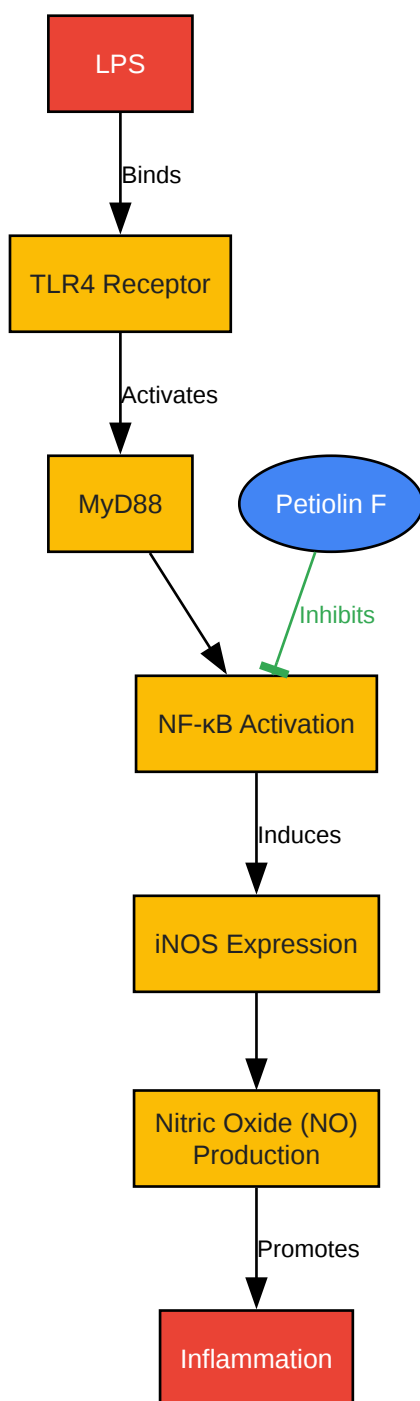 LPS
Binds
TLR4 Receptor
Activates
MyD88
Petiolin F
Inhibits
NF-κB Activation
Induces
iNOS Expression
Nitric Oxide (NO)
Production
Promotes
Inflammation